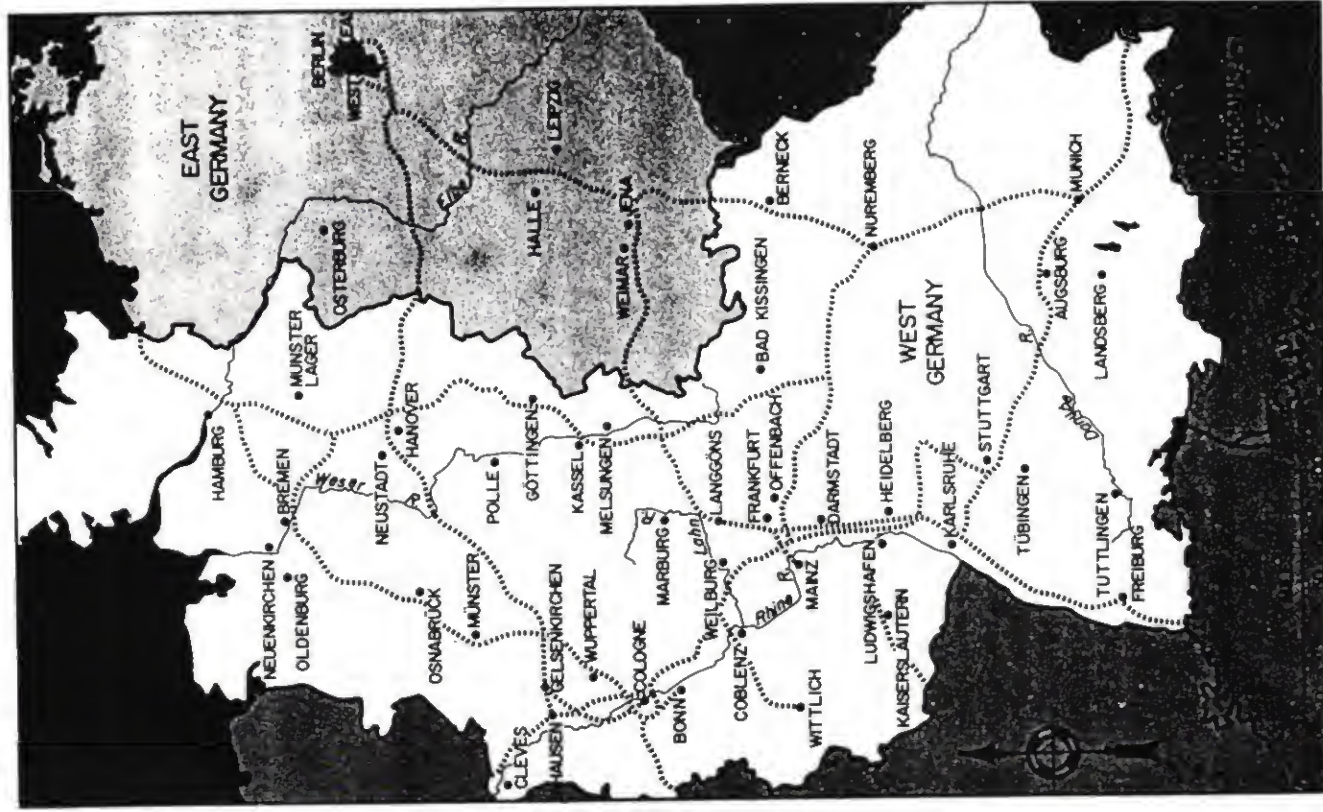 HAMBURG
NEUENKIRCHEN
BREMEN
OLDENBURG
MUNSTER
LAGER
OSTERBURG
EAST
GERMANY
BERLIN
WEST
EA
Weser R.
NEUSTADT
HANOVER
OSNABRÜCK
MÜNSTER
POLLE
GÖTTINGEN
Elbe R.
HALLE
LEIPZIG
CLEVES
HAUSEN
GELSENKIRCHEN
WUPPERTAL
KASSEL
MELSUNGEN
WEIMAR
JENA
COLOGNE
BONN
MARBURG
Lahn R.
WEILBURG
LANGGÖNS
COBLENZ
Rhine R.
FRANKFURT
OFFENBACH
BAD KISSINGEN
BERNECK
WITTLICH
MAINZ
DARMSTADT
NUREMBERG
LUDWIGSHAFEN
KAISERSLAUTERN
HEIDELBERG
WEST
GERMANY
KARLSRUHE
STUTTGART
TÜBINGEN
Danube R.
AUGSBURG
MUNICH
LANDSBERG
TUTTLINGEN
FREIBURG